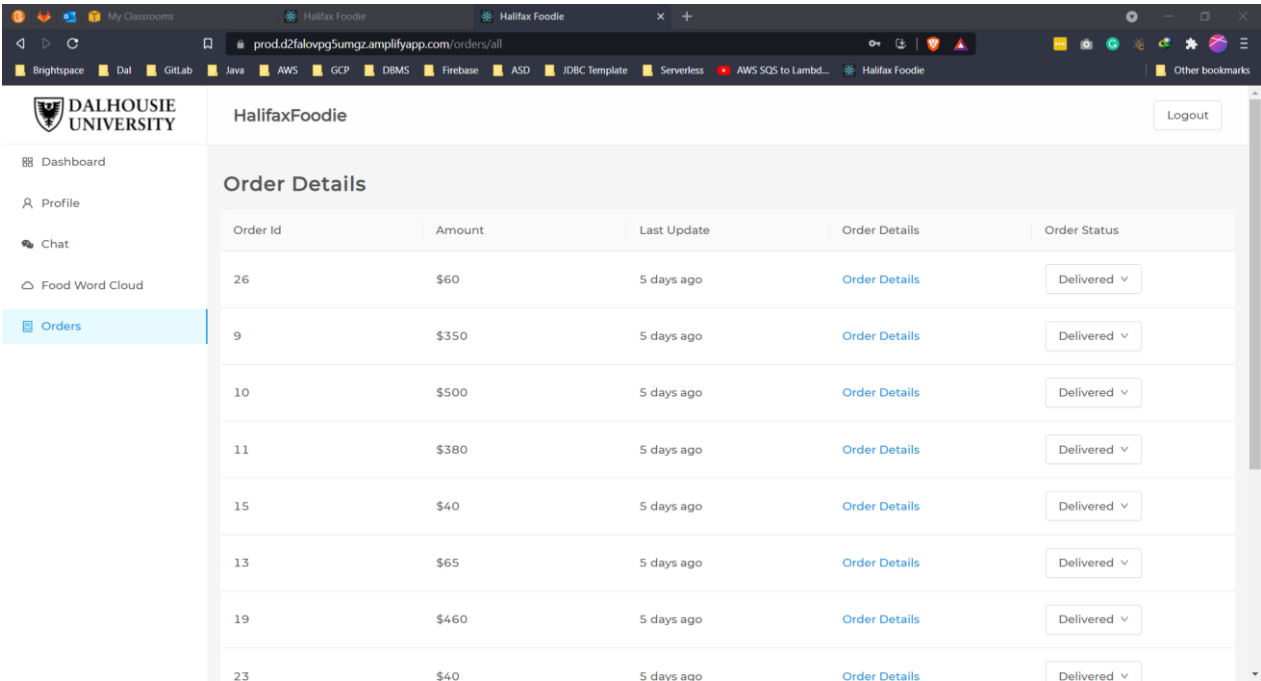 My Classrooms Halifax Foodie Halifax Foodie
prod.d2falovpg5umgz.amplifyapp.com/orders/all
Brightspace Dal GitLab Java AWS GCP DBMS Firebase ASD JDBC Template Serverless AWS SQS to Lambd... Halifax Foodie Other bookmarks
DALHOUSIE
UNIVERSITY
HalifaxFoodie
Logout
Dashboard
Profile
Chat
Food Word Cloud
Orders
Order Details
Order Id Amount Last Update Order Details Order Status
26 $60 5 days ago Order Details Delivered
9 $350 5 days ago Order Details Delivered
10 $500 5 days ago Order Details Delivered
11 $380 5 days ago Order Details Delivered
15 $40 5 days ago Order Details Delivered
13 $65 5 days ago Order Details Delivered
19 $460 5 days ago Order Details Delivered
23 $40 5 days ago Order Details Delivered